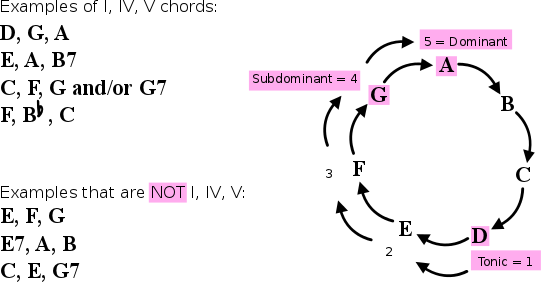 Examples of I, IV, V chords:
D, G, A
E, A, B7
C, F, G and/or G7
F, B♭, C
Examples that are NOT I, IV, V:
E, F, G
E7, A, B
C, E, G7
5 = Dominant
Subdominant = 4
A
G
B
3
F
C
E
D
2
Tonic = 1